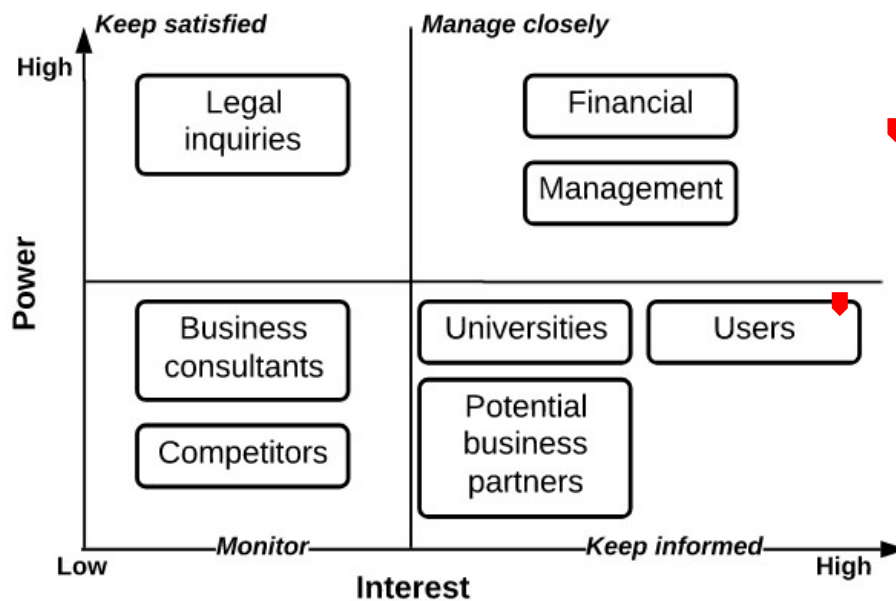 Keep satisfied
Manage closely
High
Legal
inquiries
Financial
Management
Power
Business
consultants
Universities
Users
Competitors
Potential
business
partners
Monitor
Keep informed
Low
High
Interest